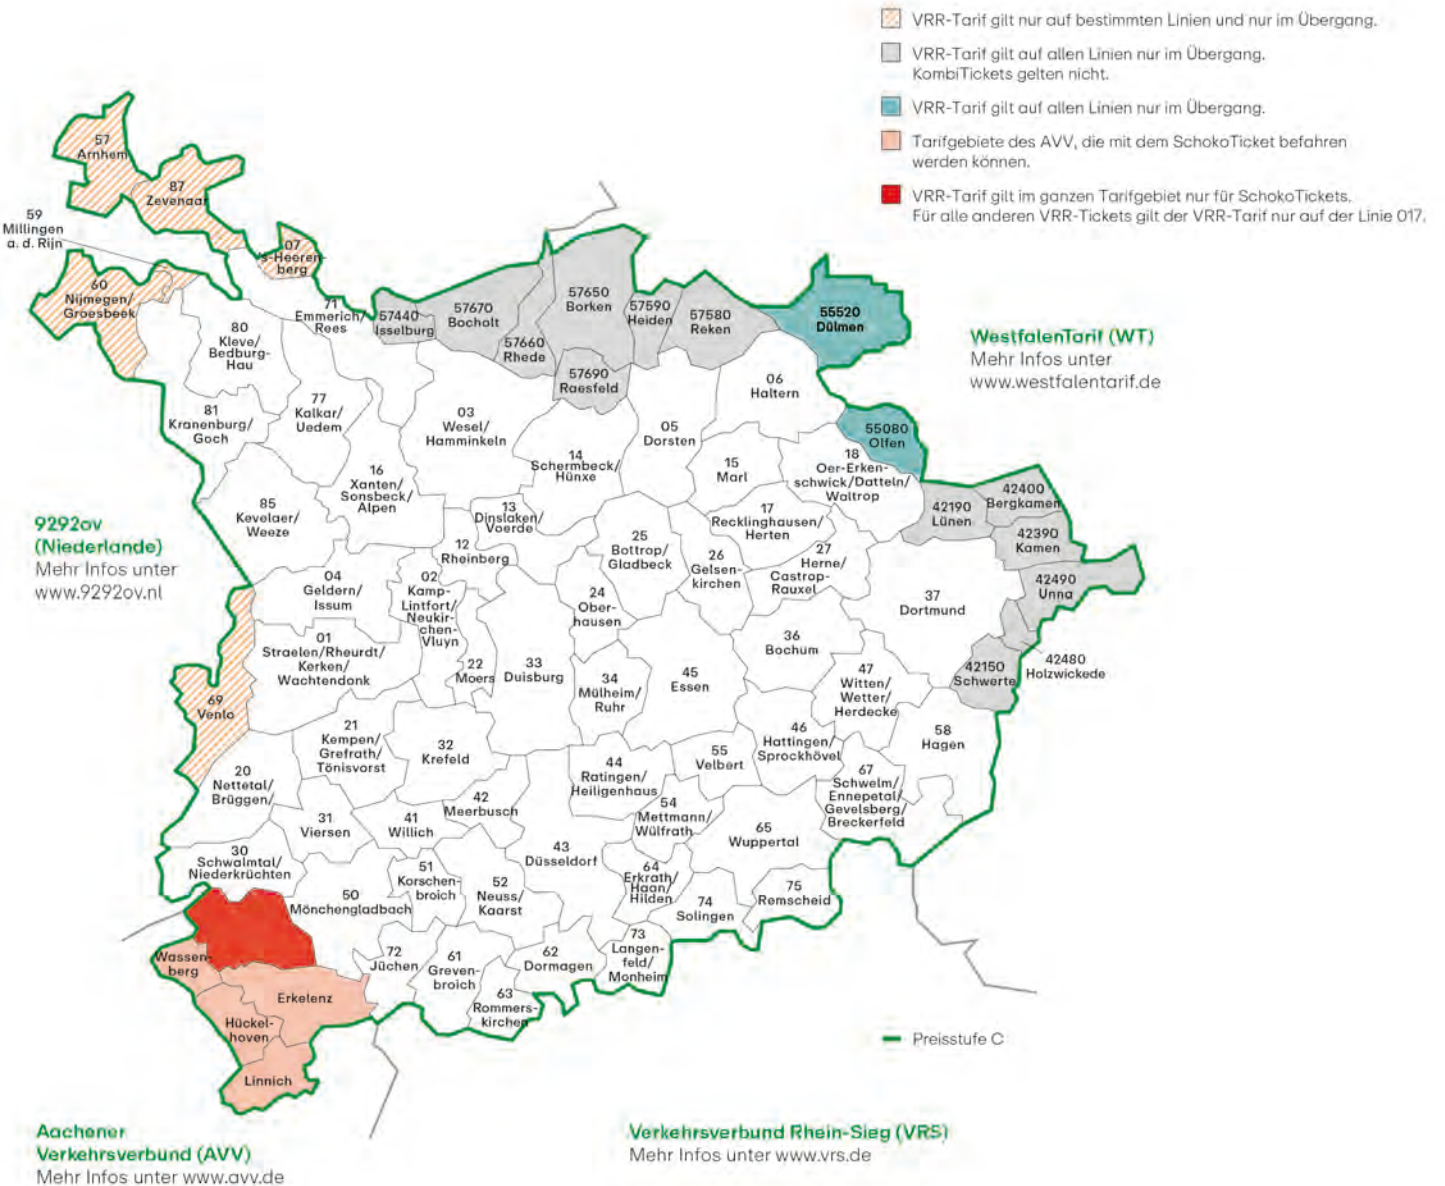 VRR-Tarif gilt nur auf bestimmten Linien und nur im Übergang.
VRR-Tarif gilt auf allen Linien nur im Übergang.
KombiTickets gelten nicht.
VRR-Tarif gilt auf allen Linien nur im Übergang.
Tarifgebiete des AVV, die mit dem SchokoTicket befahren
werden können.
VRR-Tarif gilt im ganzen Tarifgebiet nur für SchokoTickets.
Für alle anderen VRR-Tickets gilt der VRR-Tarif nur auf der Linie 017.
57
Arnhem
87
Zevenaar
59
Millingen
a. d. Rijn
07
's-Heeren-
berg
60
Nijmegen/
Groesbeek
71
Emmerich/
Rees
57440
Isselburg
57670
Bocholt
57660
Rhede
57650
Borken
57590
Heiden
57580
Reken
57690
Raesfeld
55520
Dülmen
WestfalenTarif (WT)
Mehr Infos unter
www.westfalentarif.de
80
Kleve/
Bedburg-
Hau
81
Kranenburg/
Goch
77
Kalkar/
Uedem
03
Wesel/
Hamminkeln
06
Haltern
05
Dorsten
55080
Olfen
14
Schermbeck/
Hünxe
15
Marl
18
Oer-Erken-
schwick/Datteln/
Waltrop
16
Xanten/
Sonsbeck/
Alpen
85
Kevelaer/
Weeze
13
Dinslaken/
Voerde
17
Recklinghausen/
Herten
42190
Lünen
42400
Bergkamen
42390
Kamen
42490
Unna
9292ov
(Niederlande)
Mehr Infos unter
www.9292ov.nl
12
Rheinberg
25
Bottrop/
Gladbeck
26
Gelsen-
kirchen
27
Herne/
Castrop-
Rauxel
04
Geldern/
Issum
02
Kamp-
Lintfort/
Neukir-
chen-
Vluyn
24
Ober-
hausen
37
Dortmund
01
Straelen/Rheurdt/
Kerken/
Wachtendonk
22
Moers
33
Duisburg
36
Bochum
42150
Schwerte
42480
Holzwickede
34
Mülheim/
Ruhr
45
Essen
47
Witten/
Wetter/
Herdecke
69
Venlo
21
Kempen/
Grefrath/
Tönisvorst
32
Krefeld
46
Hattingen/
Sprockhövel
58
Hagen
20
Nettetal/
Brüggen
44
Ratingen/
Heiligenhaus
55
Velbert
67
Schwelm/
Ennepetal/
Gevelsberg/
Breckerfeld
42
Meerbusch
54
Mettmann/
Wülfrath
31
Viersen
41
Willich
65
Wuppertal
30
Schwalmtal/
Niederkrüchten
43
Düsseldorf
51
Korschen-
broich
52
Neuss/
Kaarst
64
Erkrath/
Haan/
Hilden
75
Remscheid
50
Mönchengladbach
74
Solingen
72
Jüchen
61
Greven-
broich
62
Dormagen
73
Langen-
feld/
Monheim
63
Rommers-
kirchen
Wassen-
berg
Erkelenz
Hückel-
hoven
Linnich
Preisstufe C
Aachener
Verkehrsverbund (AVV)
Mehr Infos unter www.avv.de
Verkehrsverbund Rhein-Sieg (VRS)
Mehr Infos unter www.vrs.de